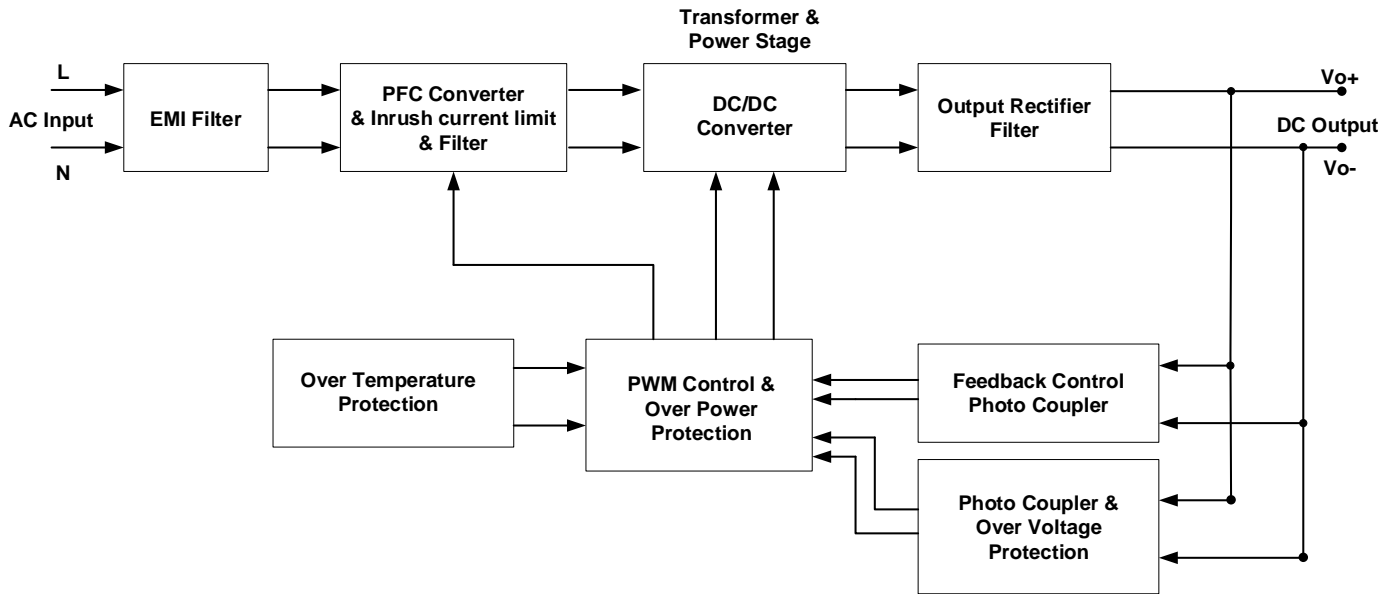 Transformer &
Power Stage
L
AC Input
N
EMI Filter
PFC Converter
& Inrush current limit
& Filter
DC/DC
Converter
Output Rectifier
Filter
Vo+
DC Output
Vo-
Over Temperature
Protection
PWM Control &
Over Power
Protection
Feedback Control
Photo Coupler
Photo Coupler &
Over Voltage
Protection